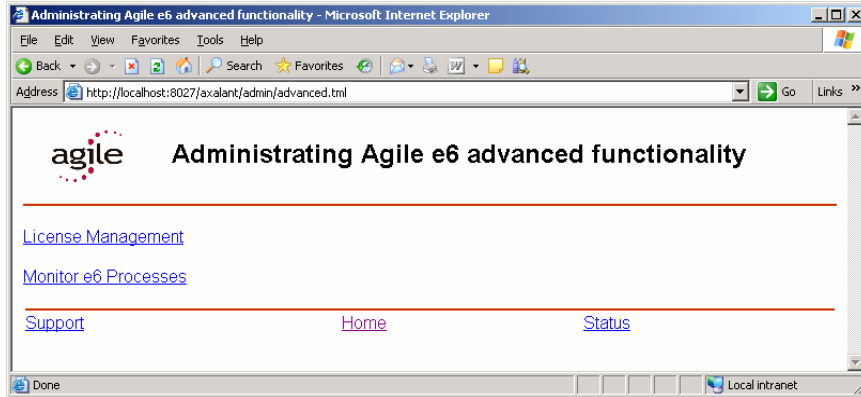 Administrating Agile e6 advanced functionality - Microsoft Internet Explorer
File Edit View Favorites Tools Help
Back Search Favorites
Address http://localhost:8027/axalant/admin/advanced.tml Go Links »
agile Administrating Agile e6 advanced functionality
License Management
Monitor e6 Processes
Support Home Status
Done Local intranet